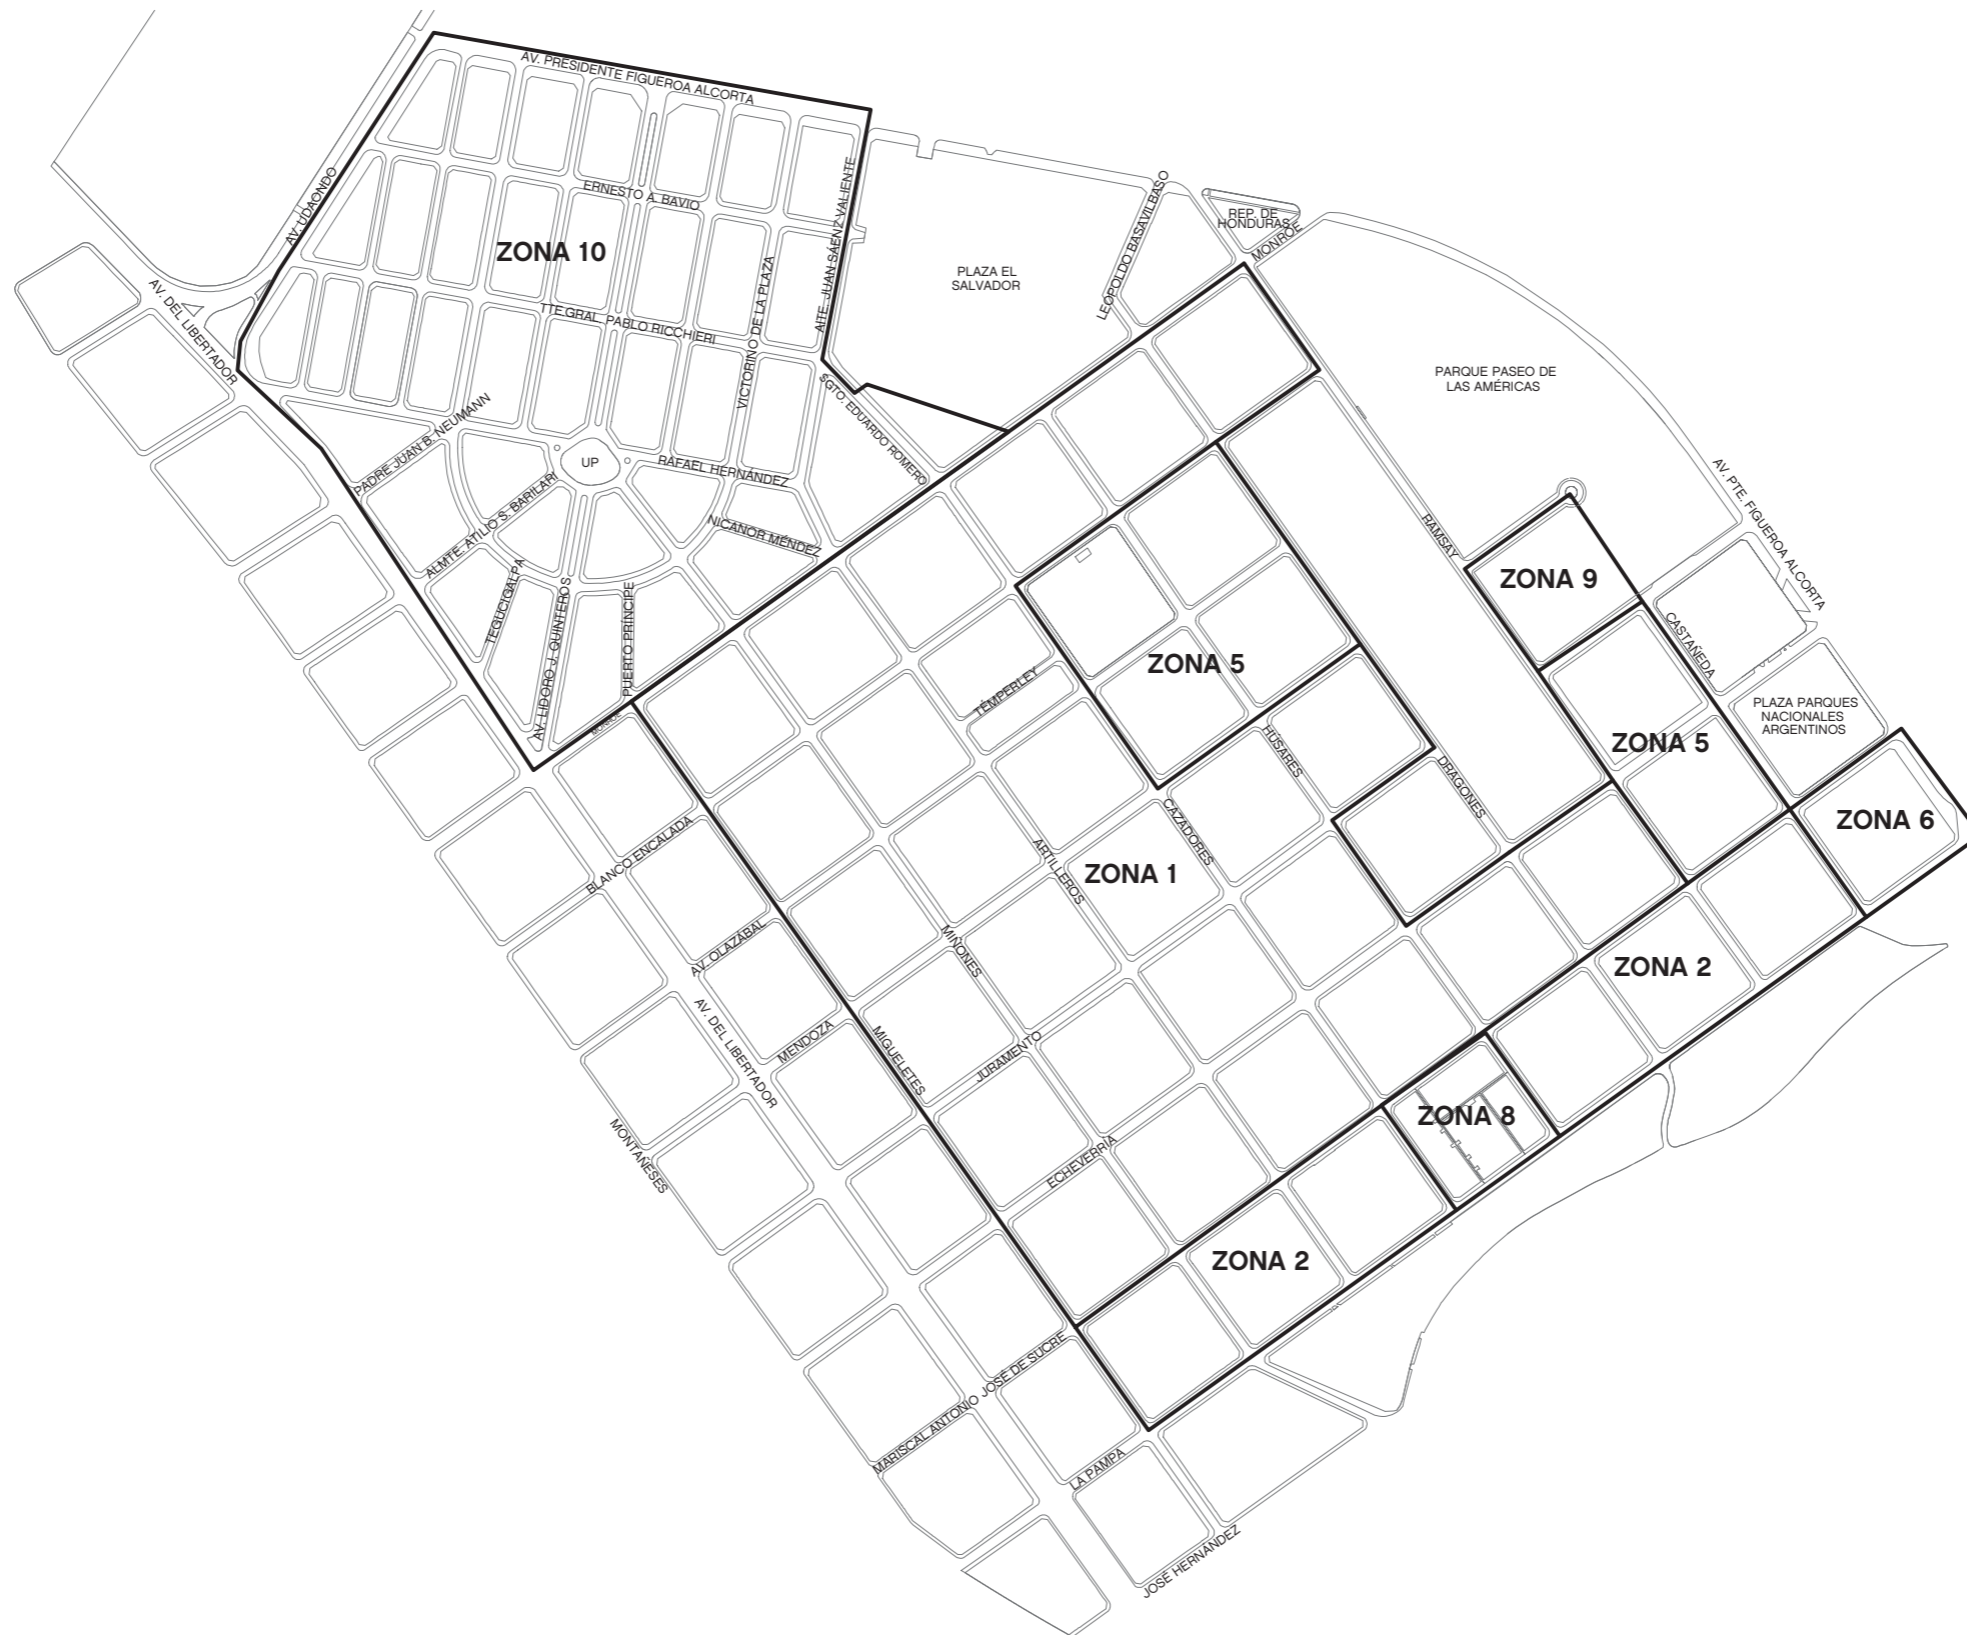 AV. PRESIDENTE FIGUEROA ALCORTA
AV. UDAONDO
ERNESTO A. BAVIO
ZONA 10
AITE. JUAN SÁENZ VALIENTE
LEOPOLDO BASAVILBASO
REP. DE
HONDURAS
MONROE
PLAZA EL
SALVADOR
AV. DEL LIBERTADOR
TTE.GRAL. PABLO RICCHIERI
VICTORINO DE LA PLAZA
SGTO. EDUARDO ROMERO
PARQUE PASEO DE
LAS AMÉRICAS
PADRE JUAN B. NEUMANN
UP
RAFAEL HERNÁNDEZ
ALMTE. ATILIO S. BARILARI
NICANOR MÉNDEZ
TEGUCIGALPA
AV. LIDORO J. QUINTEROS
PUERTO PRÍNCIPE
MONROE
RAMSAY
AV. PTE. FIGUEROA ALCORTA
ZONA 9
CASTAÑEDA
ZONA 5
TEMPERLEY
PLAZA PARQUES
NACIONALES
ARGENTINOS
ZONA 5
HÚSARES
DRAGONES
ZONA 6
BLANCO ENCALADA
CAZADORES
ARTILLEROS
ZONA 1
AV. OLAZÁBAL
MIÑONES
ZONA 2
AV. DEL LIBERTADOR
MENDOZA
MIGUELETES
JURAMENTO
ZONA 8
MONTAÑESES
ECHEVERRÍA
ZONA 2
MARISCAL ANTONIO JOSÉ DE SUCRE
LA PAMPA
JOSÉ HERNÁNDEZ